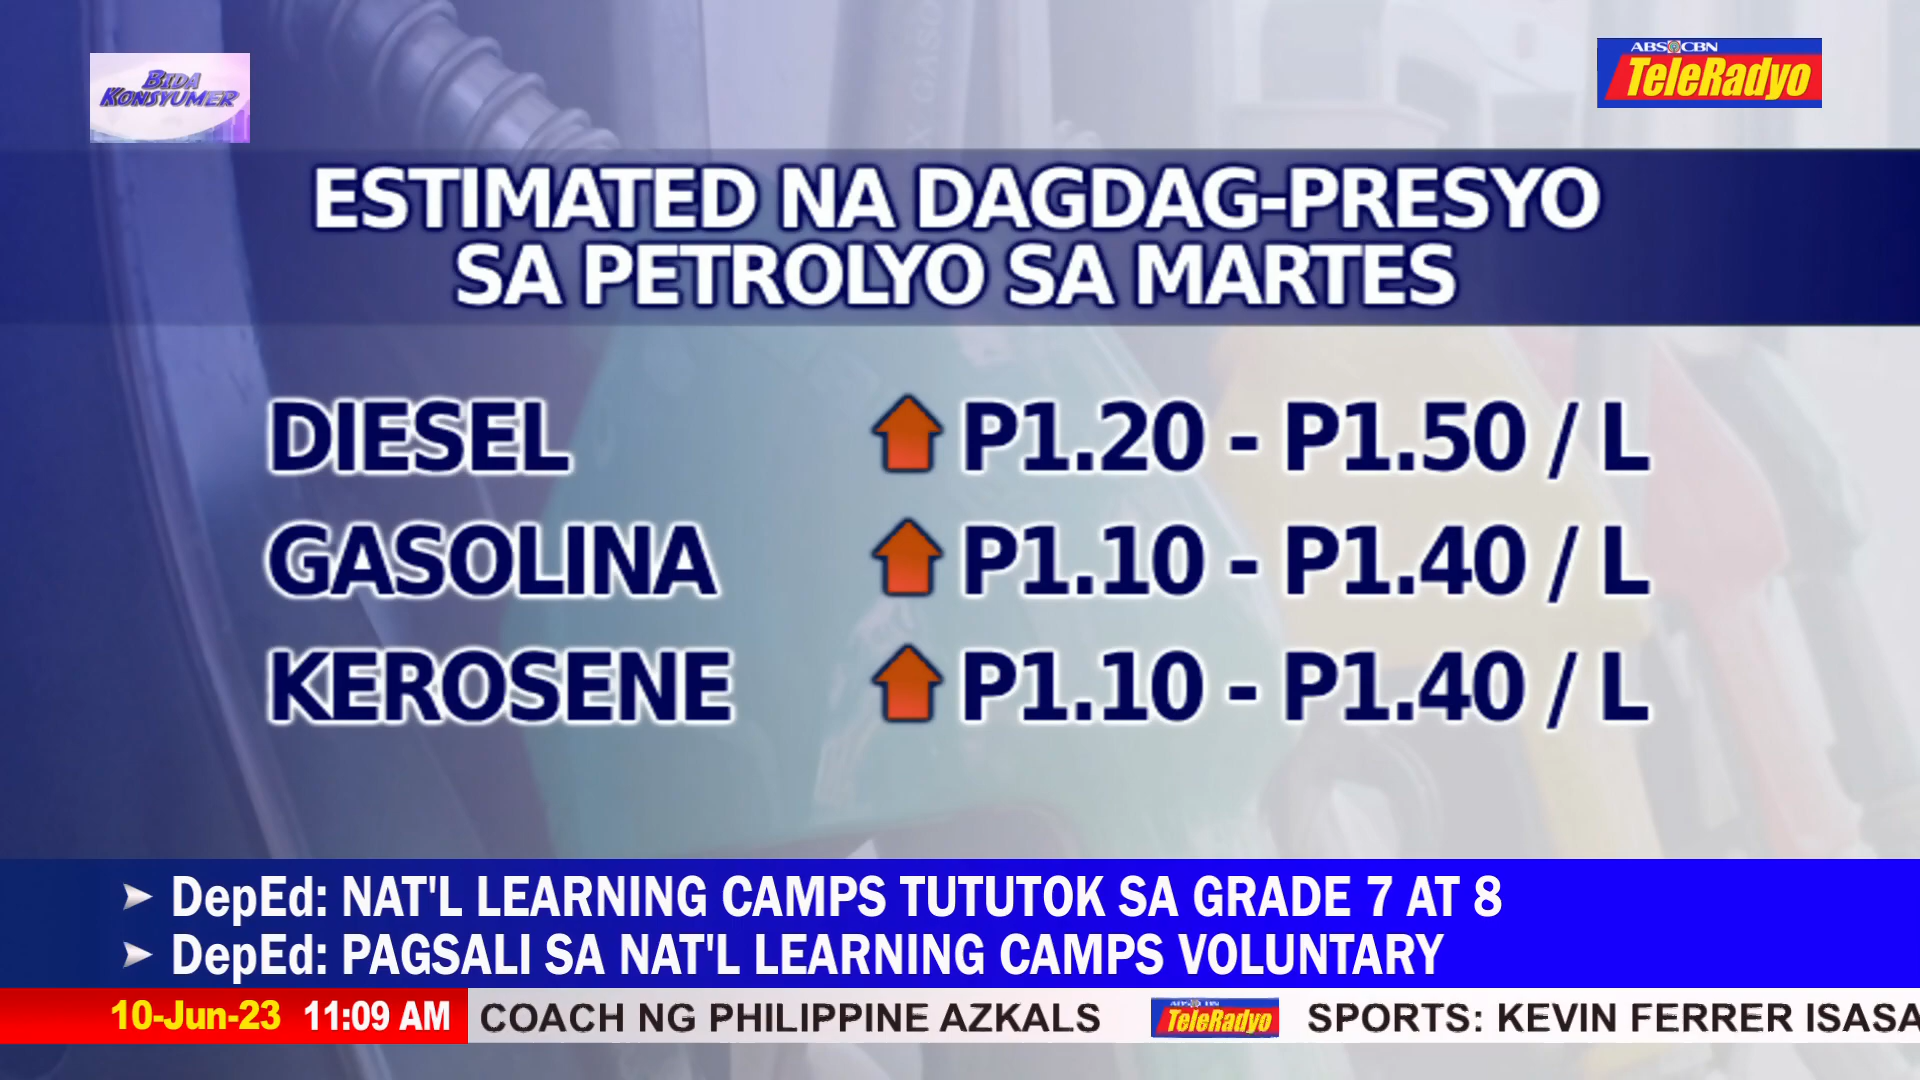 BIDA
KONSYUMER
ABS CBN
TeleRadyo
ESTIMATED NA DAGDAG-PRESYO
SA PETROLYO SA MARTES
DIESEL P1.20 - P1.50 / L
GASOLINA P1.10 - P1.40 / L
KEROSENE P1.10 - P1.40 / L
DepEd: NAT'L LEARNING CAMPS TUTUTOK SA GRADE 7 AT 8
DepEd: PAGSALI SA NAT'L LEARNING CAMPS VOLUNTARY
10-Jun-23 11:09 AM COACH NG PHILIPPINE AZKALS ABS CBN TeleRadyo SPORTS: KEVIN FERRER ISASA